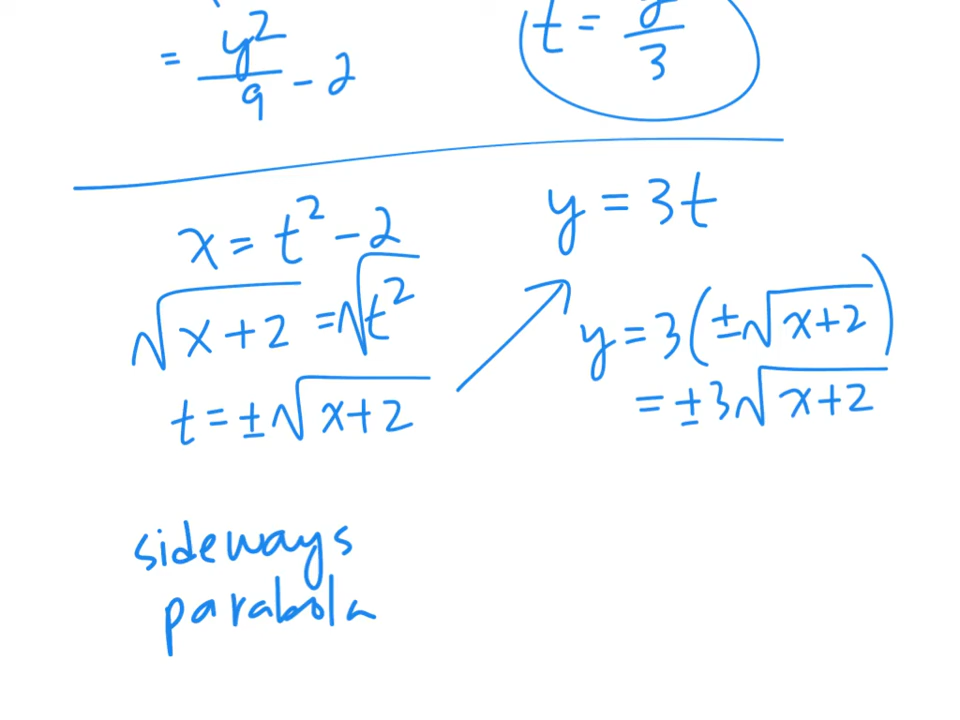 = y²/9 - 2
t = y/3
x = t² - 2
y = 3t
√(x+2) = √(t²)
t = ±√(x+2)
y = 3(±√(x+2))
= ±3√(x+2)
sideways
parabola